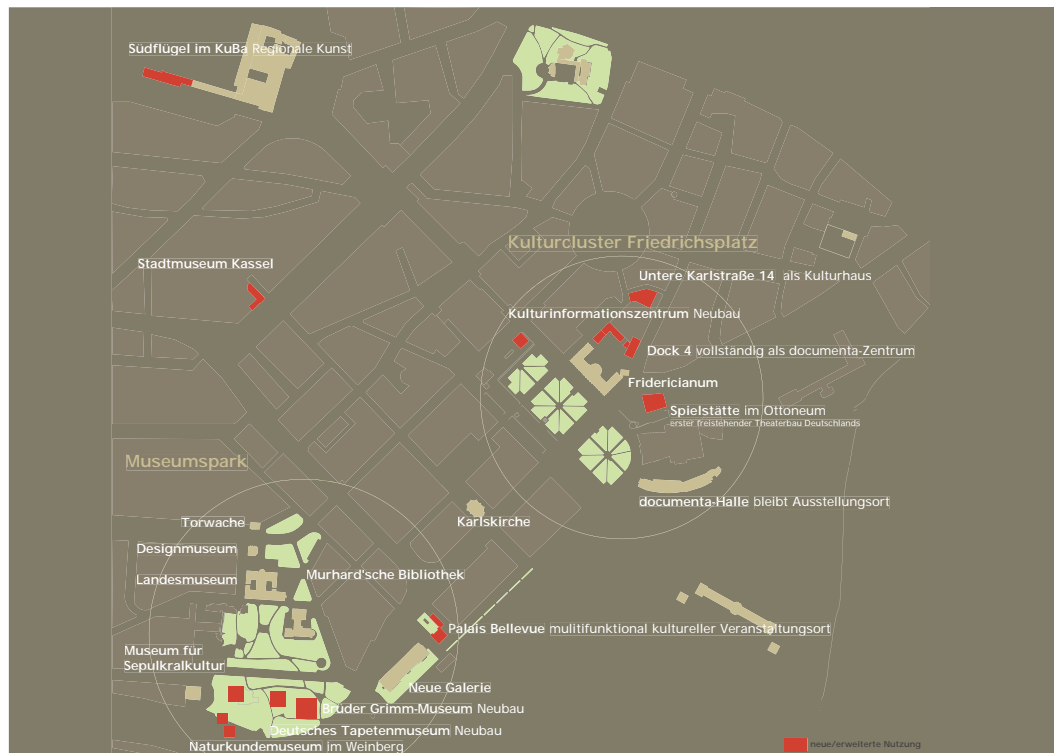 Südflügel im KuBa Regionale Kunst
Kulturcluster Friedrichsplatz
Stadtmuseum Kassel
Untere Karlstraße 14 als Kulturhaus
Kulturinformationszentrum Neubau
Dock 4 vollständig als documenta-Zentrum
Fridericianum
Spielstätte im Ottoneum
erster freistehender Theaterbau Deutschlands
Museumspark
documenta-Halle bleibt Ausstellungsort
Torwache
Karlskirche
Designmuseum
Landesmuseum
Murhard'sche Bibliothek
Palais Bellevue mulitifunktional kultureller Veranstaltungsort
Museum für
Sepulkralkultur
Neue Galerie
Brüder Grimm-Museum Neubau
Deutsches Tapetenmuseum Neubau
Naturkundemuseum im Weinberg
neue/erweiterte Nutzung